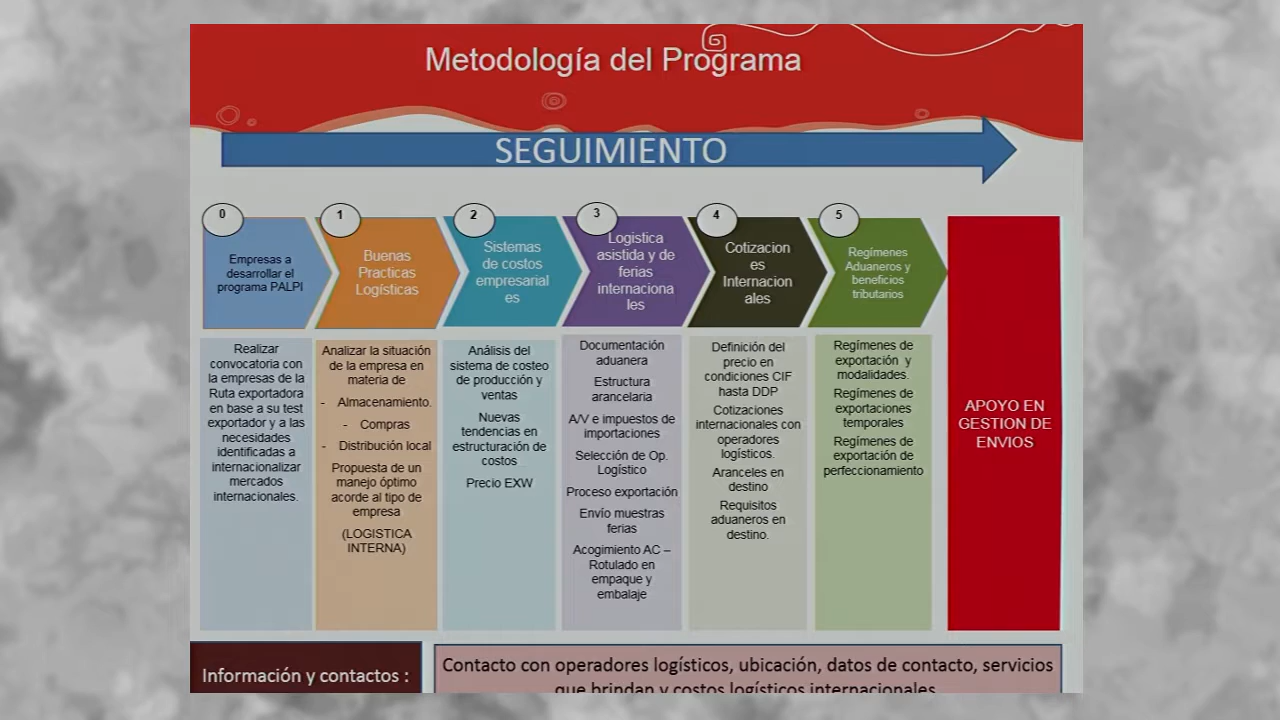 Metodología del Programa
SEGUIMIENTO
0
Empresas a
desarrollar el
programa PALPI
1
Buenas
Practicas
Logísticas
2
Sistemas
de costos
empresarial
es
3
Logistica
asistida y de
ferias
internaciona
les
4
Cotizacion
es
Internacion
ales
5
Regímenes
Aduaneros y
beneficios
tributarios
Realizar
convocatoria con
la empresas de la
Ruta exportadora
en base a su test
exportador y a las
necesidades
identificadas a
internacionalizar
mercados
internacionales.
Analizar la situación
de la empresa en
materia de
- Almacenamiento.
- Compras
- Distribución local
Propuesta de un
manejo óptimo
acorde al tipo de
empresa
(LOGISTICA
INTERNA)
Análisis del
sistema de costeo
de producción y
ventas
Nuevas
tendencias en
estructuración de
costos
Precio EXW
Documentación
aduanera
Estructura
arancelaria
A/V e impuestos de
importaciones
Selección de Op.
Logístico
Proceso exportación
Envío muestras
ferias
Acogimiento AC –
Rotulado en
empaque y
embalaje
Definición del
precio en
condiciones CIF
hasta DDP
Cotizaciones
internacionales con
operadores
logísticos.
Aranceles en
destino
Requisitos
aduaneros en
destino.
Regímenes de
exportación y
modalidades.
Regímenes de
exportaciones
temporales
Regímenes de
exportación de
perfeccionamiento
APOYO EN
GESTION DE
ENVIOS
Información y contactos :
Contacto con operadores logísticos, ubicación, datos de contacto, servicios
que brindan y costos logísticos internacionales